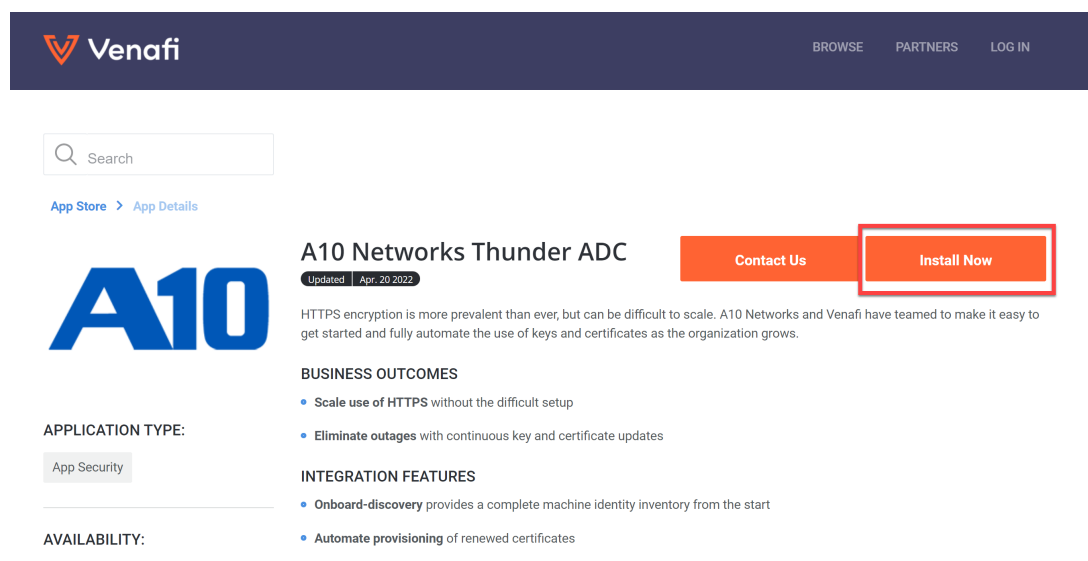 Venafi
BROWSE PARTNERS LOG IN
Search
App Store > App Details
A10
APPLICATION TYPE:
App Security
AVAILABILITY:
A10 Networks Thunder ADC
Updated | Apr. 20 2022
Contact Us
Install Now
HTTPS encryption is more prevalent than ever, but can be difficult to scale. A10 Networks and Venafi have teamed to make it easy to
get started and fully automate the use of keys and certificates as the organization grows.
BUSINESS OUTCOMES
Scale use of HTTPS without the difficult setup
Eliminate outages with continuous key and certificate updates
INTEGRATION FEATURES
Onboard-discovery provides a complete machine identity inventory from the start
Automate provisioning of renewed certificates